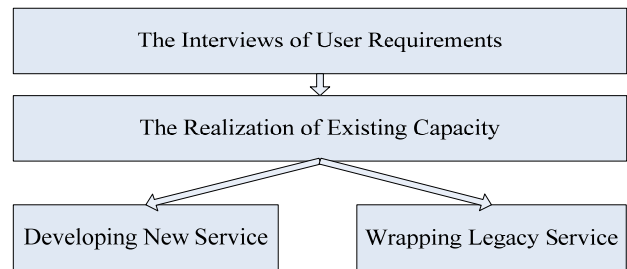 The Interviews of User Requirements
The Realization of Existing Capacity
Developing New Service
Wrapping Legacy Service